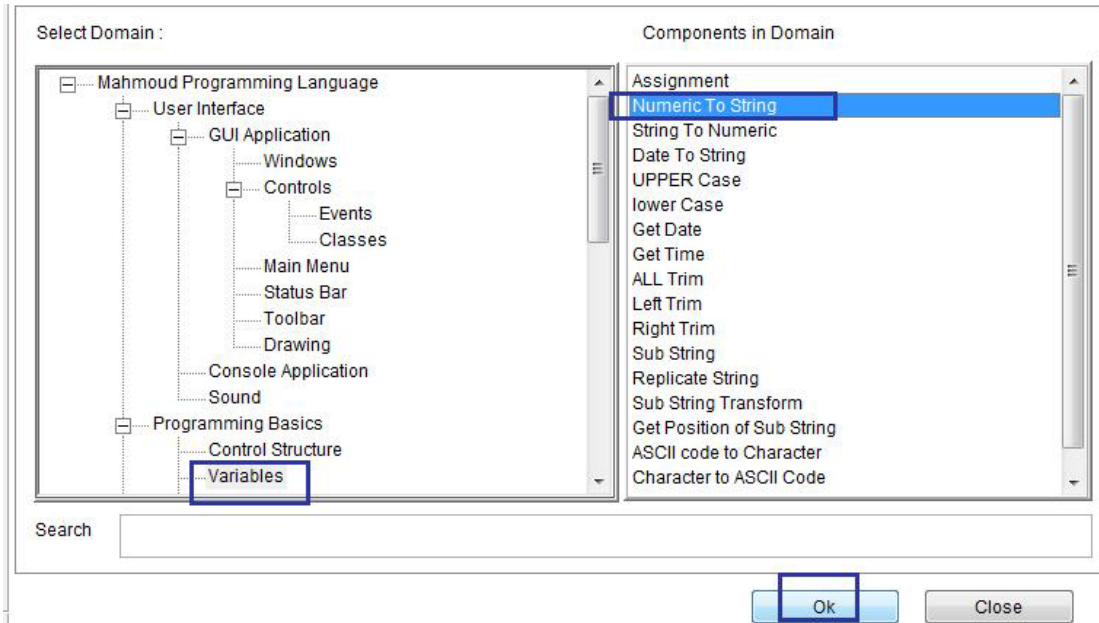 Select Domain :
Components in Domain
Mahmoud Programming Language
User Interface
GUI Application
Windows
Controls
Events
Classes
Main Menu
Status Bar
Toolbar
Drawing
Console Application
Sound
Programming Basics
Control Structure
Variables
Assignment
Numeric To String
String To Numeric
Date To String
UPPER Case
lower Case
Get Date
Get Time
ALL Trim
Left Trim
Right Trim
Sub String
Replicate String
Sub String Transform
Get Position of Sub String
ASCII code to Character
Character to ASCII Code
Search
Ok
Close